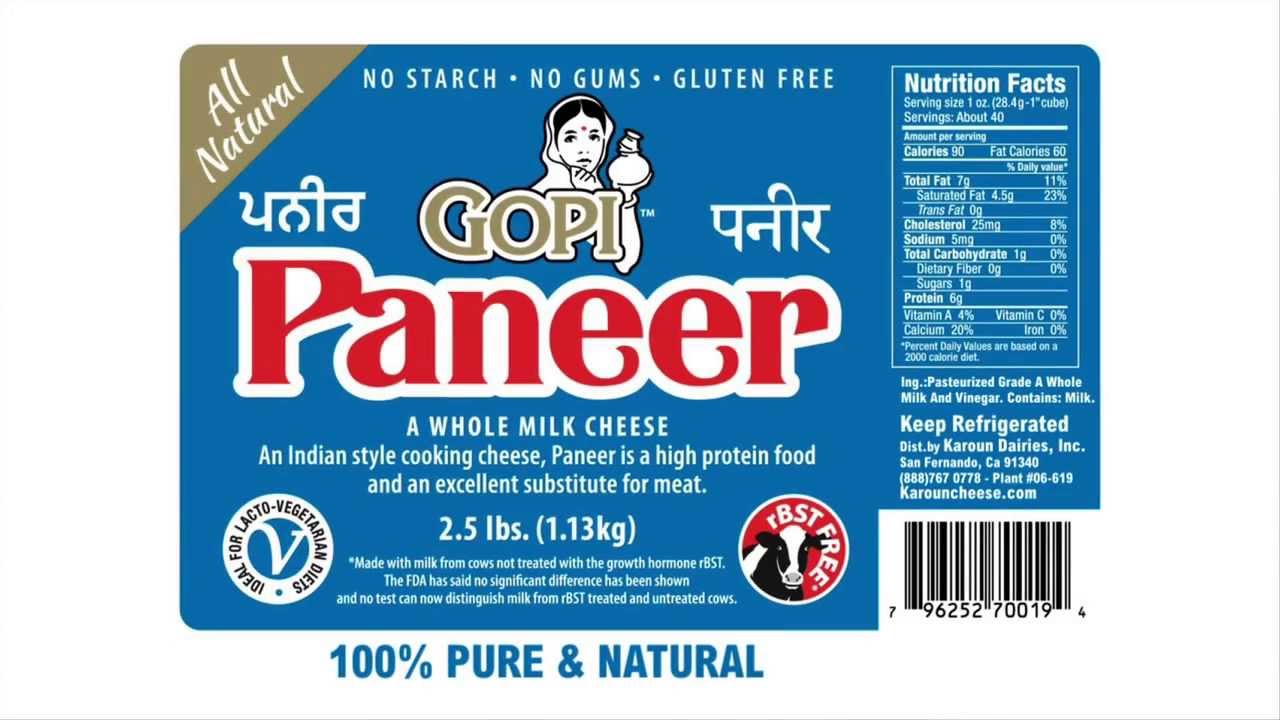 All
Natural
NO STARCH • NO GUMS • GLUTEN FREE
ਪਨੀਰ
GOPI™
पनीर
Paneer
A WHOLE MILK CHEESE
An Indian style cooking cheese, Paneer is a high protein food
and an excellent substitute for meat.
2.5 lbs. (1.13kg)
IDEAL FOR LACTO-VEGETARIAN DIETS •
V
rBST FREE*
*Made with milk from cows not treated with the growth hormone rBST.
The FDA has said no significant difference has been shown
and no test can now distinguish milk from rBST treated and untreated cows.
Nutrition Facts
Serving size 1 oz. (28.4g-1"cube)
Servings: About 40
Amount per serving
Calories 90 Fat Calories 60
% Daily value*
Total Fat 7g 11%
Saturated Fat 4.5g 23%
Trans Fat 0g
Cholesterol 25mg 8%
Sodium 5mg 0%
Total Carbohydrate 1g 0%
Dietary Fiber 0g 0%
Sugars 1g
Protein 6g
Vitamin A 4% Vitamin C 0%
Calcium 20% Iron 0%
*Percent Daily Values are based on a
2000 calorie diet.
Ing.:Pasteurized Grade A Whole
Milk And Vinegar. Contains: Milk.
Keep Refrigerated
Dist.by Karoun Dairies, Inc.
San Fernando, Ca 91340
(888)767 0778 - Plant #06-619
Karouncheese.com
7 96252 70019 4
100% PURE & NATURAL